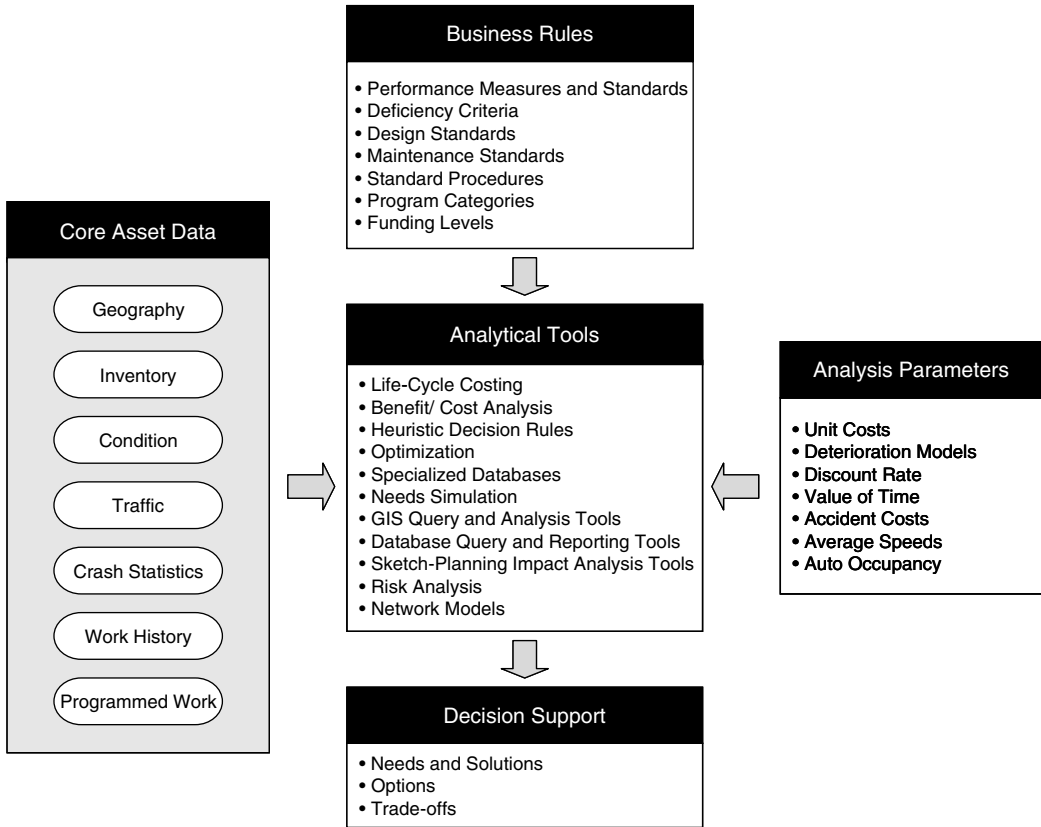 Business Rules
• Performance Measures and Standards
• Deficiency Criteria
• Design Standards
• Maintenance Standards
• Standard Procedures
• Program Categories
• Funding Levels
Core Asset Data
Geography
Inventory
Condition
Traffic
Crash Statistics
Work History
Programmed Work
Analytical Tools
• Life-Cycle Costing
• Benefit/ Cost Analysis
• Heuristic Decision Rules
• Optimization
• Specialized Databases
• Needs Simulation
• GIS Query and Analysis Tools
• Database Query and Reporting Tools
• Sketch-Planning Impact Analysis Tools
• Risk Analysis
• Network Models
Analysis Parameters
• Unit Costs
• Deterioration Models
• Discount Rate
• Value of Time
• Accident Costs
• Average Speeds
• Auto Occupancy
Decision Support
• Needs and Solutions
• Options
• Trade-offs